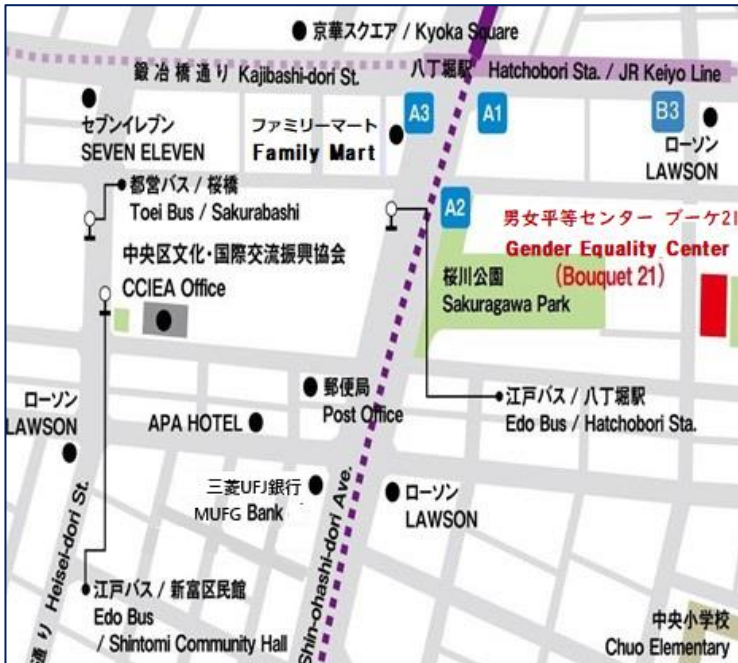 京華スクエア / Kyoka Square
鍛冶橋通り Kajibashi-dori St.
八丁堀駅 Hatchobori Sta. / JR Keiyo Line
セブンイレブン
SEVEN ELEVEN
ファミリーマート
Family Mart
A3
A1
B3
ローソン
LAWSON
都営バス / 桜橋
Toei Bus / Sakurabashi
A2
男女平等センター ブーケ21
Gender Equality Center
(Bouquet 21)
中央区文化・国際交流振興協会
CCIEA Office
桜川公園
Sakuragawa Park
郵便局
Post Office
江戸バス / 八丁堀駅
Edo Bus / Hatchobori Sta.
ローソン
LAWSON
APA HOTEL
三菱UFJ銀行
MUFG Bank
ローソン
LAWSON
Shin-ohashi-dori Ave.
通り Heisei-dori St.
江戸バス / 新富区民館
Edo Bus
/ Shintomi Community Hall
中央小学校
Chuo Elementary